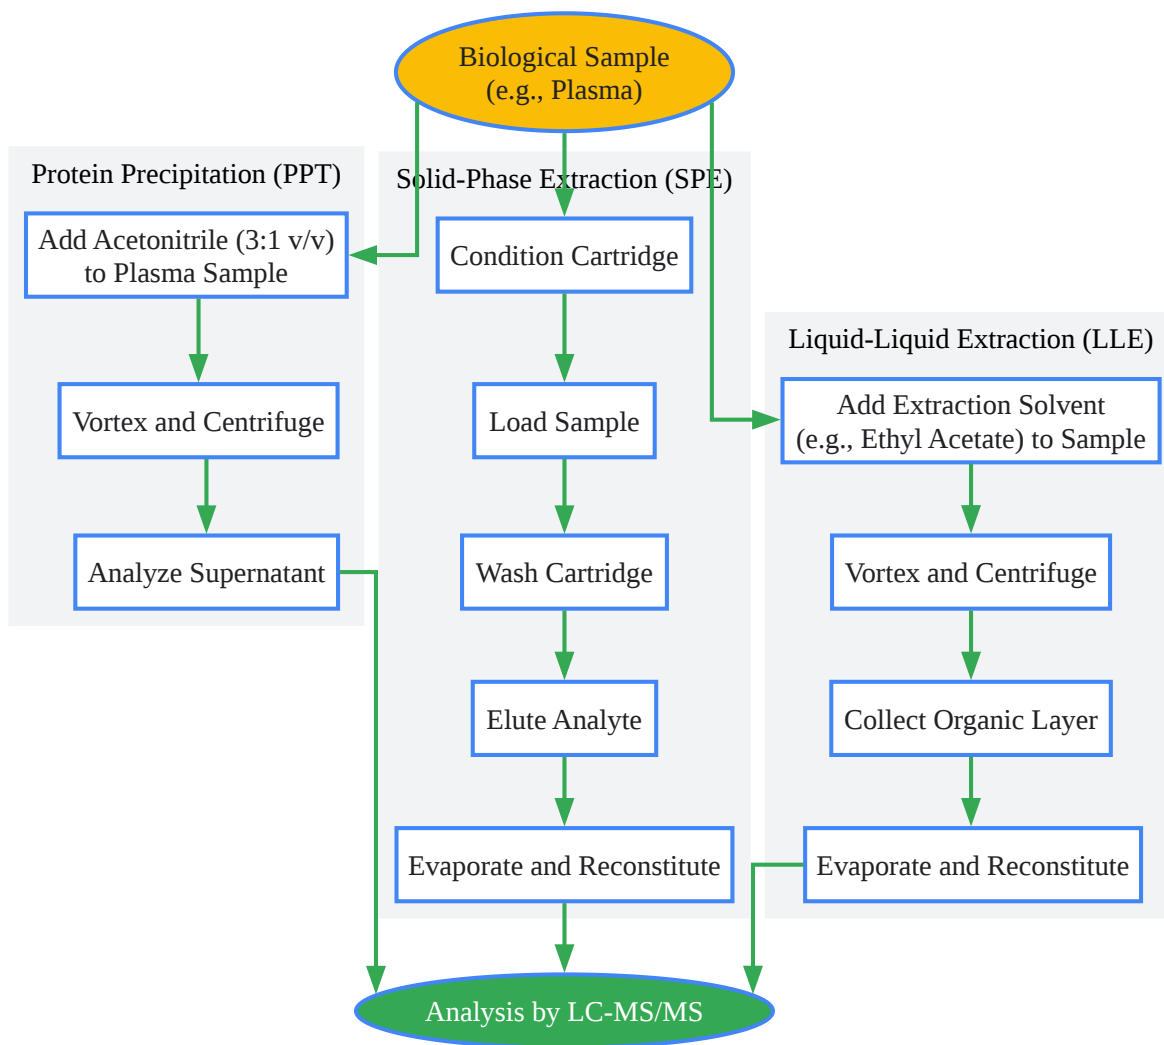 Biological Sample
(e.g., Plasma)
Protein Precipitation (PPT)
Add Acetonitrile (3:1 v/v)
to Plasma Sample
Vortex and Centrifuge
Analyze Supernatant
Solid-Phase Extraction (SPE)
Condition Cartridge
Load Sample
Wash Cartridge
Elute Analyte
Evaporate and Reconstitute
Liquid-Liquid Extraction (LLE)
Add Extraction Solvent
(e.g., Ethyl Acetate) to Sample
Vortex and Centrifuge
Collect Organic Layer
Evaporate and Reconstitute
Analysis by LC-MS/MS